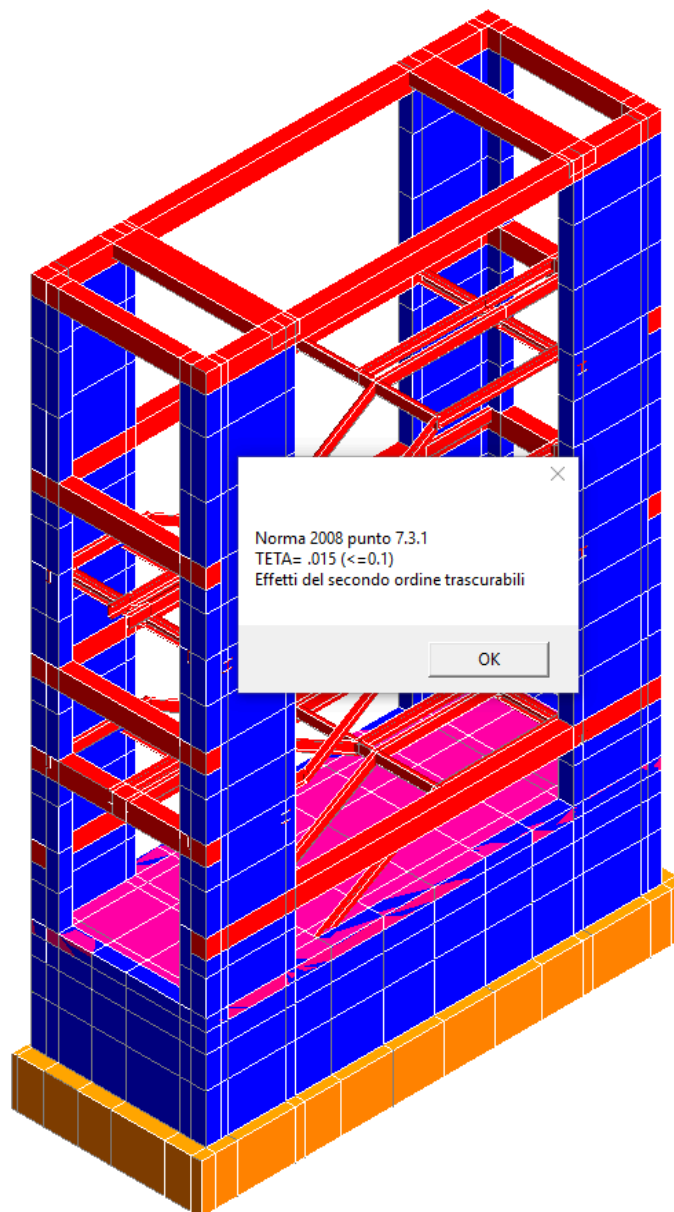 Norma 2008 punto 7.3.1
TETA= .015 (<=0.1)
Effetti del secondo ordine trascurabili
OK